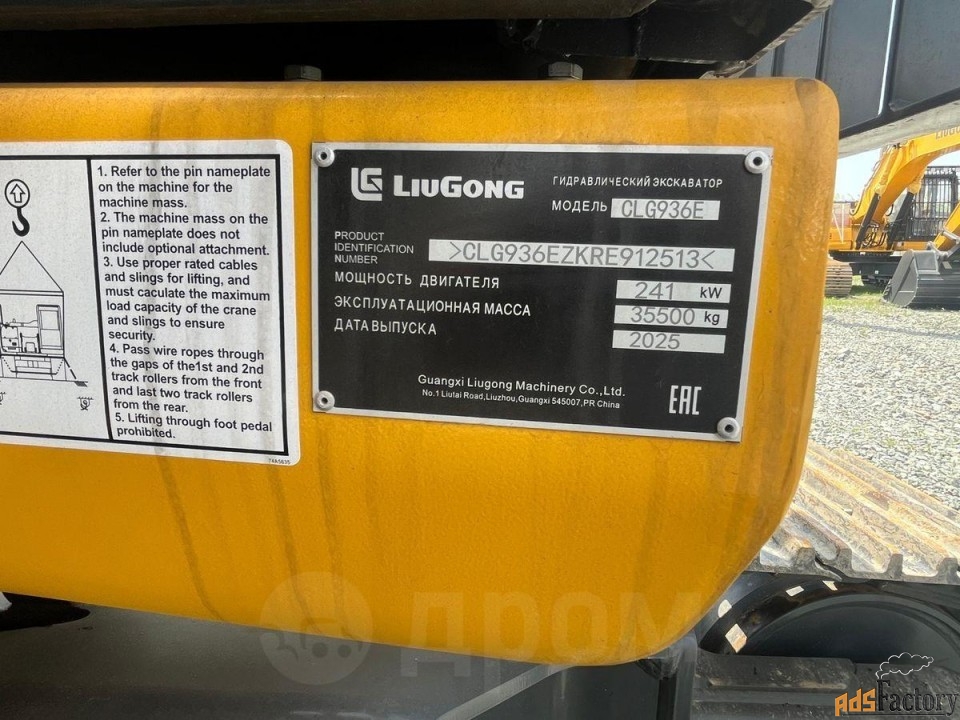 1. Refer to the pin nameplate
on the machine for the
machine mass.
2. The machine mass on the
pin nameplate does not
include optional attachment.
3. Use proper rated cables
and slings for lifting, and
must caculate the maximum
load capacity of the crane
and slings to ensure
security.
4. Pass wire ropes through
the gaps of the1st and 2nd
track rollers from the front
and last two track rollers
from the rear.
5. Lifting through foot pedal
prohibited.
LIUGONG
ГИДРАВЛИЧЕСКИЙ ЭКСКАВАТОР
МОДЕЛЬ CLG936E
PRODUCT
IDENTIFICATION
NUMBER
>CLG936EZKRE912513<
МОЩНОСТЬ ДВИГАТЕЛЯ 241 kW
ЭКСПЛУАТАЦИОННАЯ МАССА 35500 kg
ДАТА ВЫПУСКА 2025
Guangxi Liugong Machinery Co.,Ltd.
No.1 Liutai Road,Liuzhou,Guangxi 545007,PR China
EAC
ДРОМ
AdsFactory